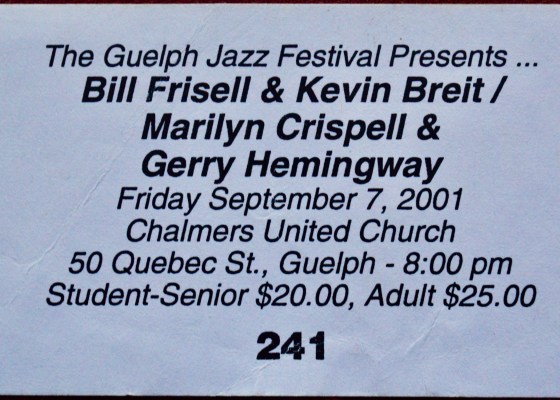 The Guelph Jazz Festival Presents ...
Bill Frisell & Kevin Breit /
Marilyn Crispell &
Gerry Hemingway
Friday September 7, 2001
Chalmers United Church
50 Quebec St., Guelph - 8:00 pm
Student-Senior $20.00, Adult $25.00
241